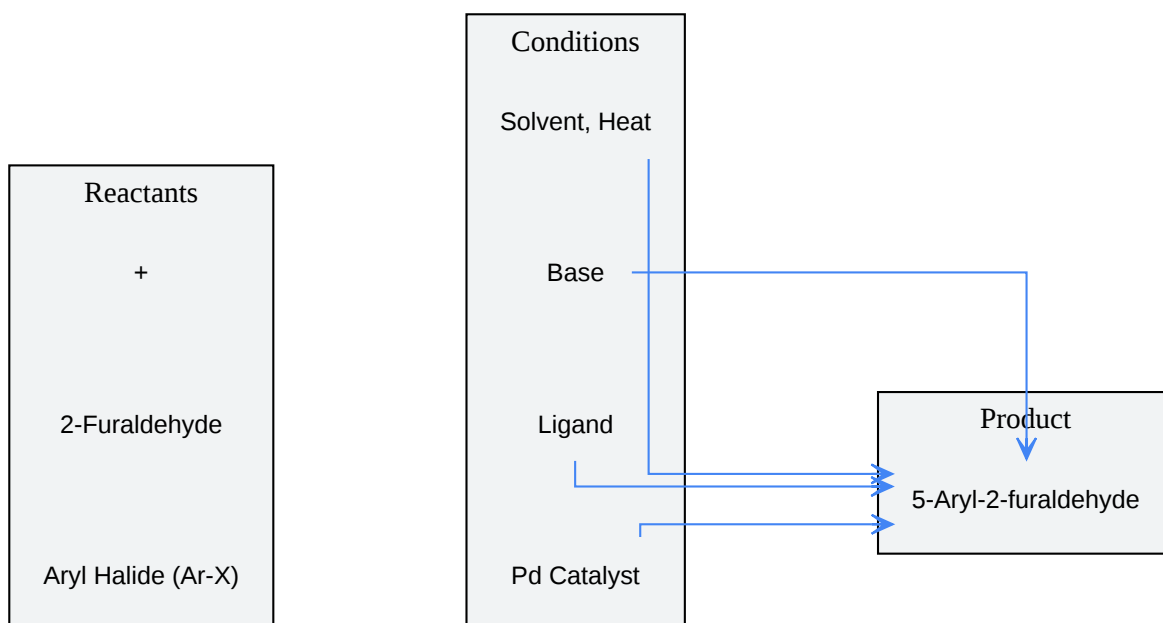 Reactants
+
2-Furaldehyde
Aryl Halide (Ar-X)
Conditions
Solvent, Heat
Base
Ligand
Pd Catalyst
Product
5-Aryl-2-furaldehyde